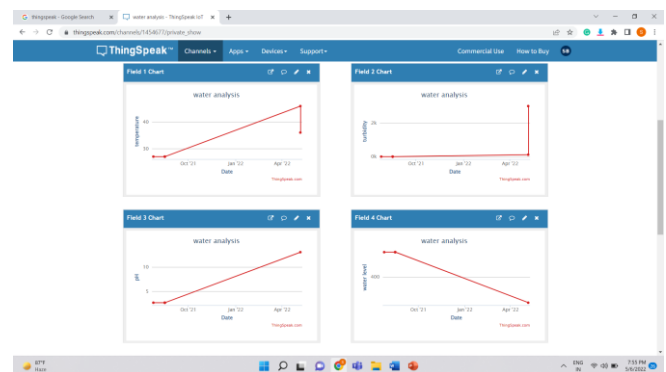 thingspeak - Google Search
water analysis - ThingSpeak IoT
thingspeak.com/channels/1454677/private_show
ThingSpeak™ Channels Apps Devices Support Commercial Use How to Buy
Field 1 Chart
water analysis
temperature
40
30
Oct '21 Jan '22 Apr '22
Date
ThingSpeak.com
Field 2 Chart
water analysis
turbidity
2k
0k
Oct '21 Jan '22 Apr '22
Date
ThingSpeak.com
Field 3 Chart
water analysis
pH
10
5
Oct '21 Jan '22 Apr '22
Date
ThingSpeak.com
Field 4 Chart
water analysis
water level
400
Oct '21 Jan '22 Apr '22
Date
ThingSpeak.com
87°F
Haze
ENG
IN
7:55 PM
5/6/2022